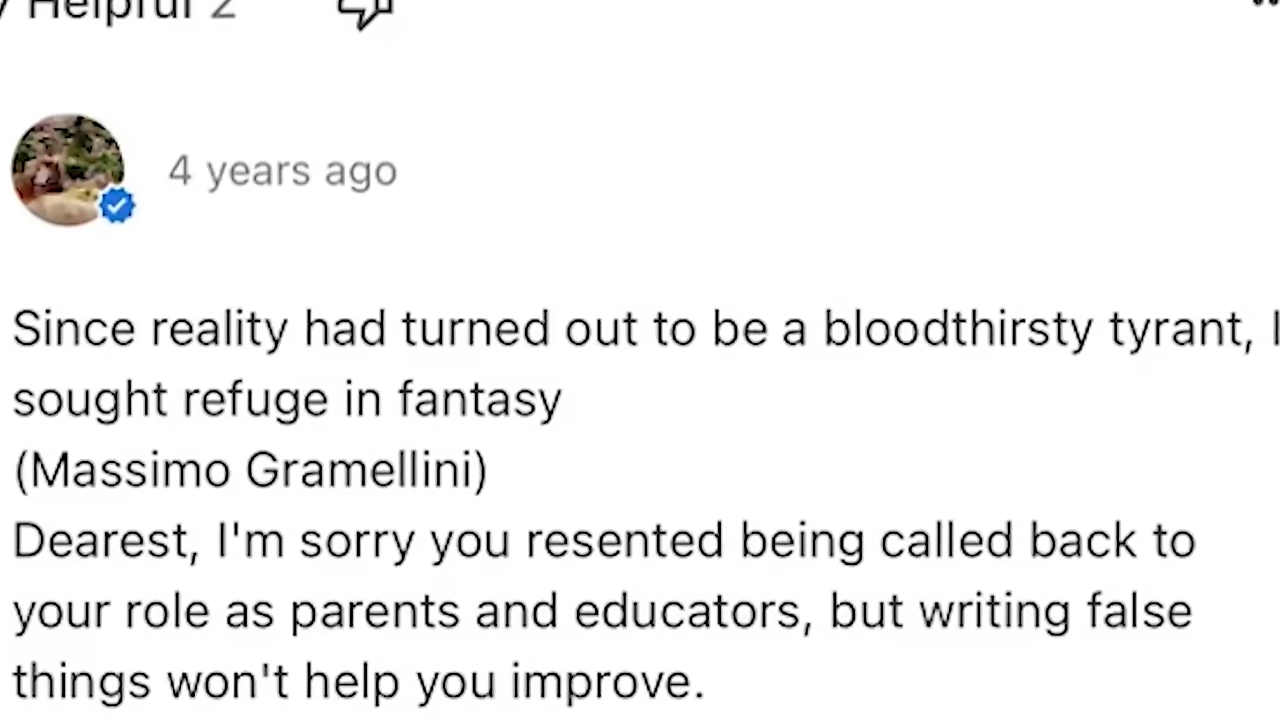 Helpful 2
4 years ago
Since reality had turned out to be a bloodthirsty tyrant, I
sought refuge in fantasy
(Massimo Gramellini)
Dearest, I'm sorry you resented being called back to
your role as parents and educators, but writing false
things won't help you improve.